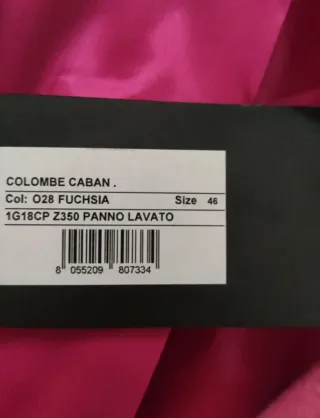 COLOMBE CABAN .
Col: O28 FUCHSIA Size 46
1G18CP Z350 PANNO LAVATO
8 055209 807334